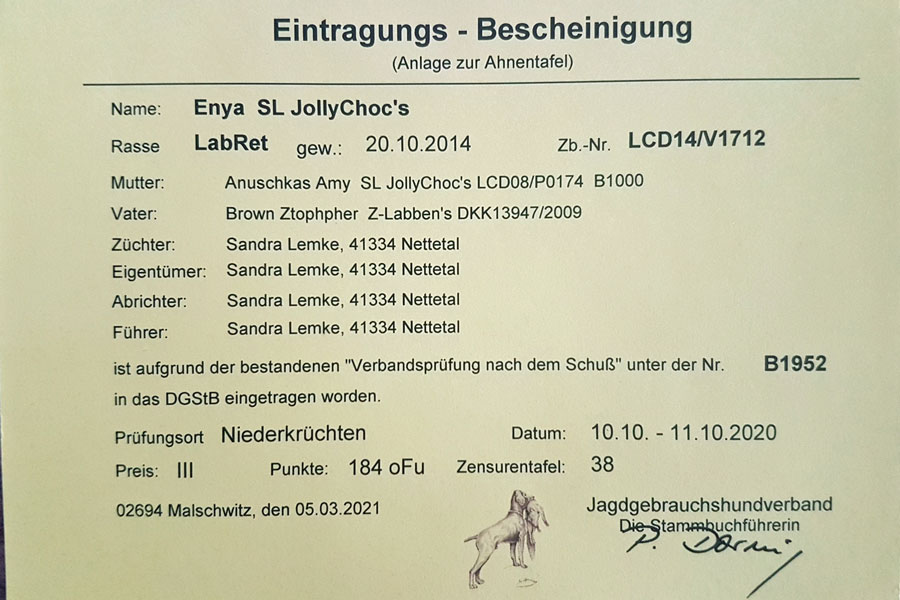 Eintragungs - Bescheinigung
(Anlage zur Ahnentafel)
Name: Enya SL JollyChoc's
Rasse LabRet gew.: 20.10.2014 Zb.-Nr. LCD14/V1712
Mutter: Anuschkas Amy SL JollyChoc's LCD08/P0174 B1000
Vater: Brown Ztophpher Z-Labben's DKK13947/2009
Züchter: Sandra Lemke, 41334 Nettetal
Eigentümer: Sandra Lemke, 41334 Nettetal
Abrichter: Sandra Lemke, 41334 Nettetal
Führer: Sandra Lemke, 41334 Nettetal
ist aufgrund der bestandenen "Verbandsprüfung nach dem Schuß" unter der Nr. B1952
in das DGStB eingetragen worden.
Prüfungsort Niederkrüchten Datum: 10.10. - 11.10.2020
Preis: III Punkte: 184 oFu Zensurentafel: 38
02694 Malschwitz, den 05.03.2021 Jagdgebrauchshundverband
Die Stammbuchführerin
P.